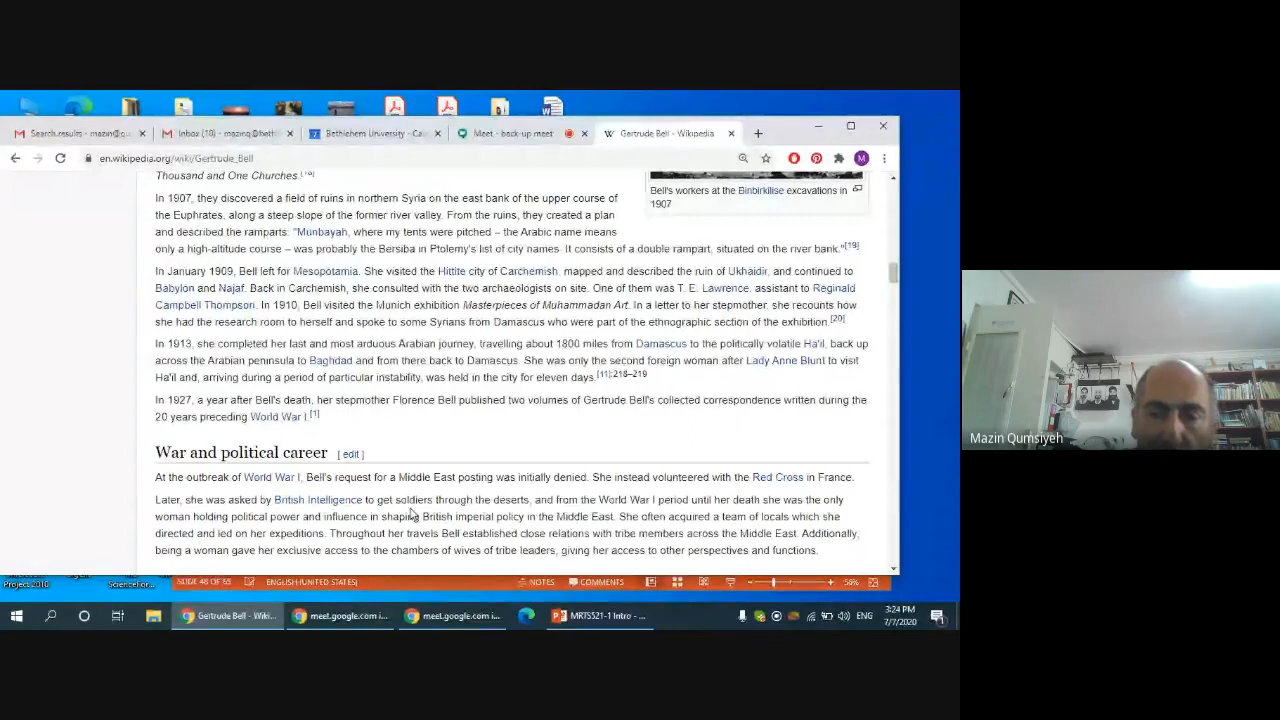 Search results - mazin@qu
Inbox (10) - mazinq@bethl
Bethlehem University - Cal
Meet - back-up meet
Gertrude Bell - Wikipedia
en.wikipedia.org/wiki/Gertrude_Bell
Thousand and One Churches.
Bell's workers at the Binbirkilise excavations in
1907
In 1907, they discovered a field of ruins in northern Syria on the east bank of the upper course of
the Euphrates, along a steep slope of the former river valley. From the ruins, they created a plan
and described the ramparts: "Munbayah, where my tents were pitched – the Arabic name means
only a high-altitude course – was probably the Bersiba in Ptolemy's list of city names. It consists of a double rampart, situated on the river bank."[19]
In January 1909, Bell left for Mesopotamia. She visited the Hittite city of Carchemish, mapped and described the ruin of Ukhaidir, and continued to
Babylon and Najaf. Back in Carchemish, she consulted with the two archaeologists on site. One of them was T. E. Lawrence, assistant to Reginald
Campbell Thompson. In 1910, Bell visited the Munich exhibition Masterpieces of Muhammadan Art. In a letter to her stepmother, she recounts how
she had the research room to herself and spoke to some Syrians from Damascus who were part of the ethnographic section of the exhibition.[20]
In 1913, she completed her last and most arduous Arabian journey, travelling about 1800 miles from Damascus to the politically volatile Ha'il, back up
across the Arabian peninsula to Baghdad and from there back to Damascus. She was only the second foreign woman after Lady Anne Blunt to visit
Ha'il and, arriving during a period of particular instability, was held in the city for eleven days.[11]:218–219
In 1927, a year after Bell's death, her stepmother Florence Bell published two volumes of Gertrude Bell's collected correspondence written during the
20 years preceding World War I.[1]
War and political career [ edit ]
At the outbreak of World War I, Bell's request for a Middle East posting was initially denied. She instead volunteered with the Red Cross in France.
Later, she was asked by British Intelligence to get soldiers through the deserts, and from the World War I period until her death she was the only
woman holding political power and influence in shaping British imperial policy in the Middle East. She often acquired a team of locals which she
directed and led on her expeditions. Throughout her travels Bell established close relations with tribe members across the Middle East. Additionally,
being a woman gave her exclusive access to the chambers of wives of tribe leaders, giving her access to other perspectives and functions.
Project 2010
SLIDE 48 OF 65
ENGLISH (UNITED STATES)
NOTES
COMMENTS
56%
Gertrude Bell - Wiki...
meet.google.com i...
meet.google.com i...
MRTS521-1 Intro - ...
ENG
3:24 PM
7/7/2020
Mazin Qumsiyeh